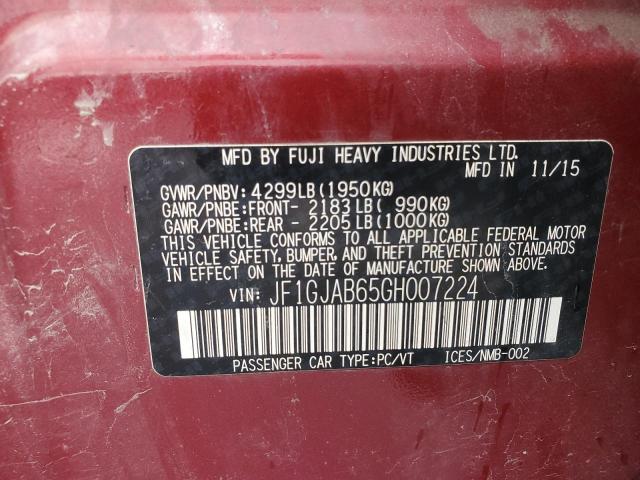 MFD BY FUJI HEAVY INDUSTRIES LTD.
MFD IN 11/15
GVWR/PNBV: 4299LB(1950KG)
GAWR/PNBE:FRONT- 2183LB( 990KG)
GAWR/PNBE:REAR - 2205LB(1000KG)
THIS VEHICLE CONFORMS TO ALL APPLICABLE FEDERAL MOTOR
VEHICLE SAFETY, BUMPER, AND THEFT PREVENTION STANDARDS
IN EFFECT ON THE DATE OF MANUFACTURE SHOWN ABOVE.
VIN: JF1GJAB65GH007224
PASSENGER CAR TYPE:PC/VT ICES/NMB-002